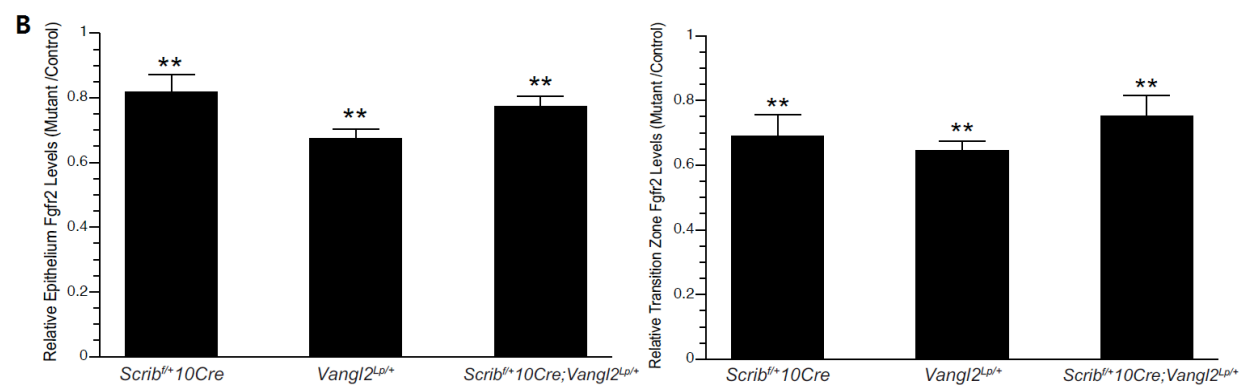 B
Relative Epithelium Fgfr2 Levels (Mutant /Control)
1
0.8
0.6
0.4
0.2
0
**
**
**
Scribf/+10Cre
Vangl2Lp/+
Scribf/+10Cre;Vangl2Lp/+
Relative Transition Zone Fgfr2 Levels (Mutant/Control)
1
0.8
0.6
0.4
0.2
0
**
**
**
Scribf/+10Cre
Vangl2Lp/+
Scribf/+10Cre;Vangl2Lp/+